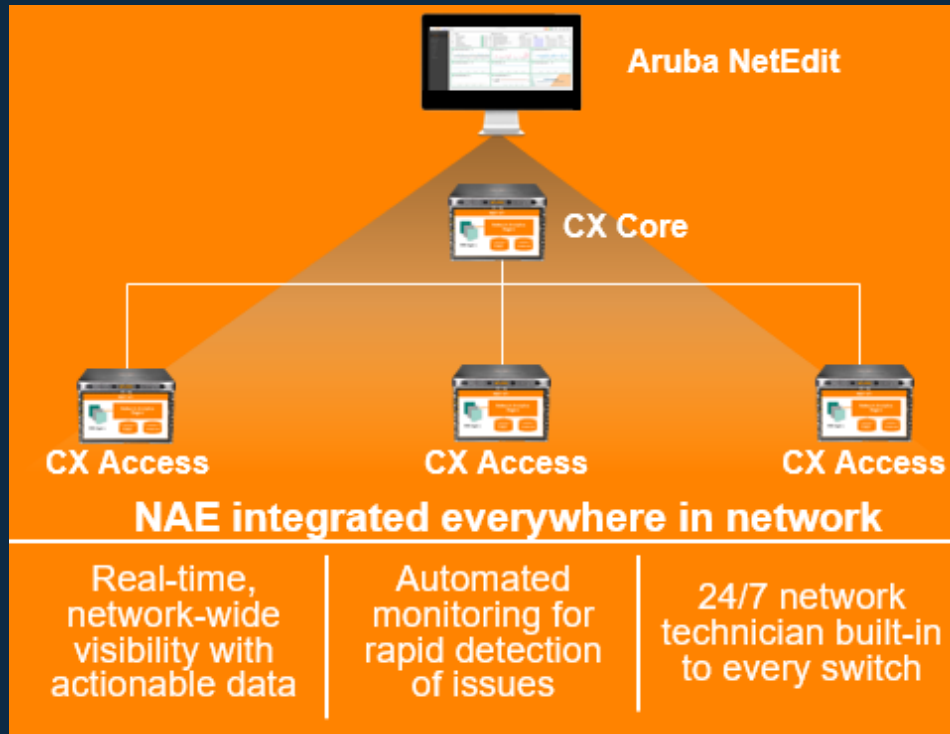 Aruba NetEdit
CX Core
CX Access
CX Access
CX Access
NAE integrated everywhere in network
Real-time,
network-wide
visibility with
actionable data
Automated
monitoring for
rapid detection
of issues
24/7 network
technician built-in
to every switch